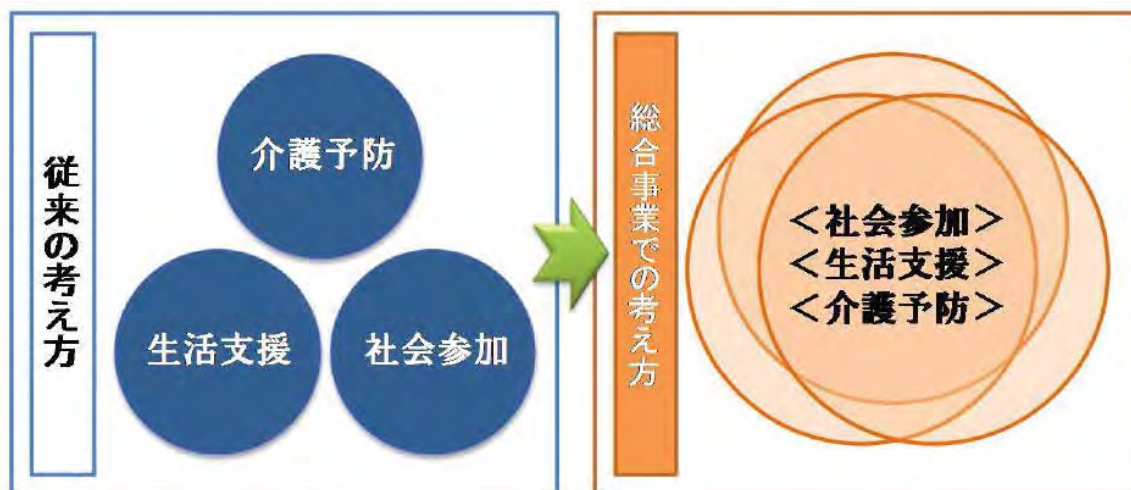 従来の考え方
介護予防
生活支援
社会参加
総合事業での考え方
＜社会参加＞
＜生活支援＞
＜介護予防＞